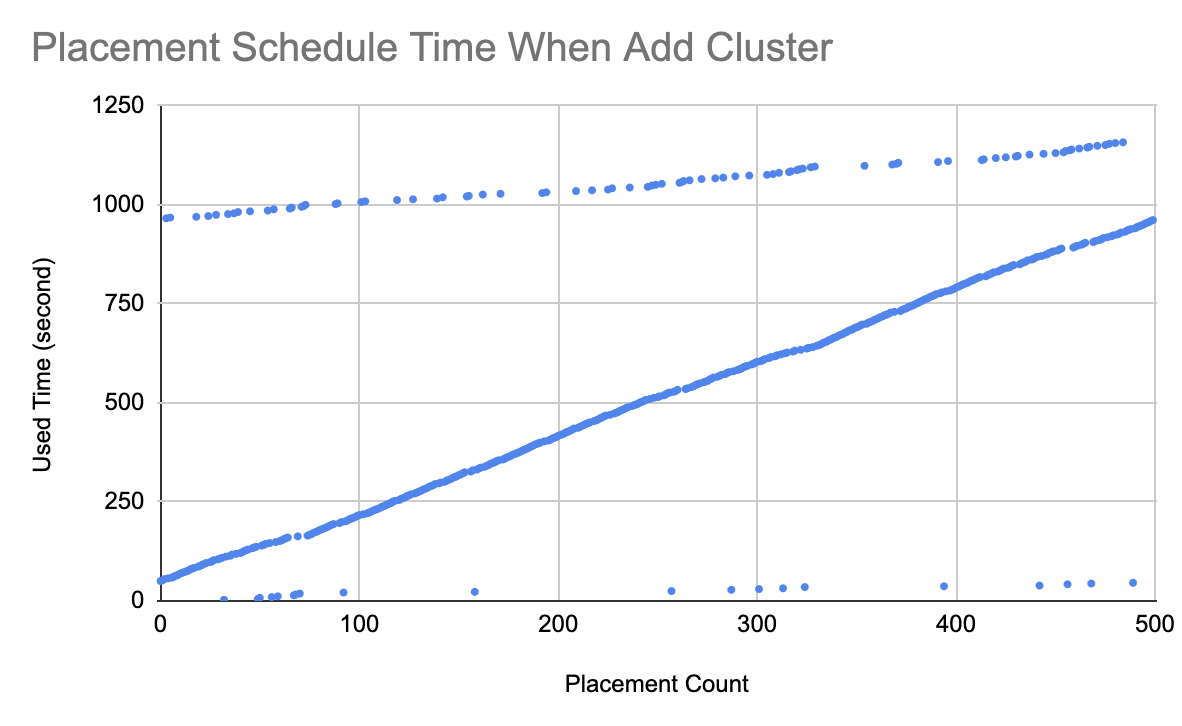 Placement Schedule Time When Add Cluster
1250
1000
750
500
250
0
Used Time (second)
0 100 200 300 400 500
Placement Count